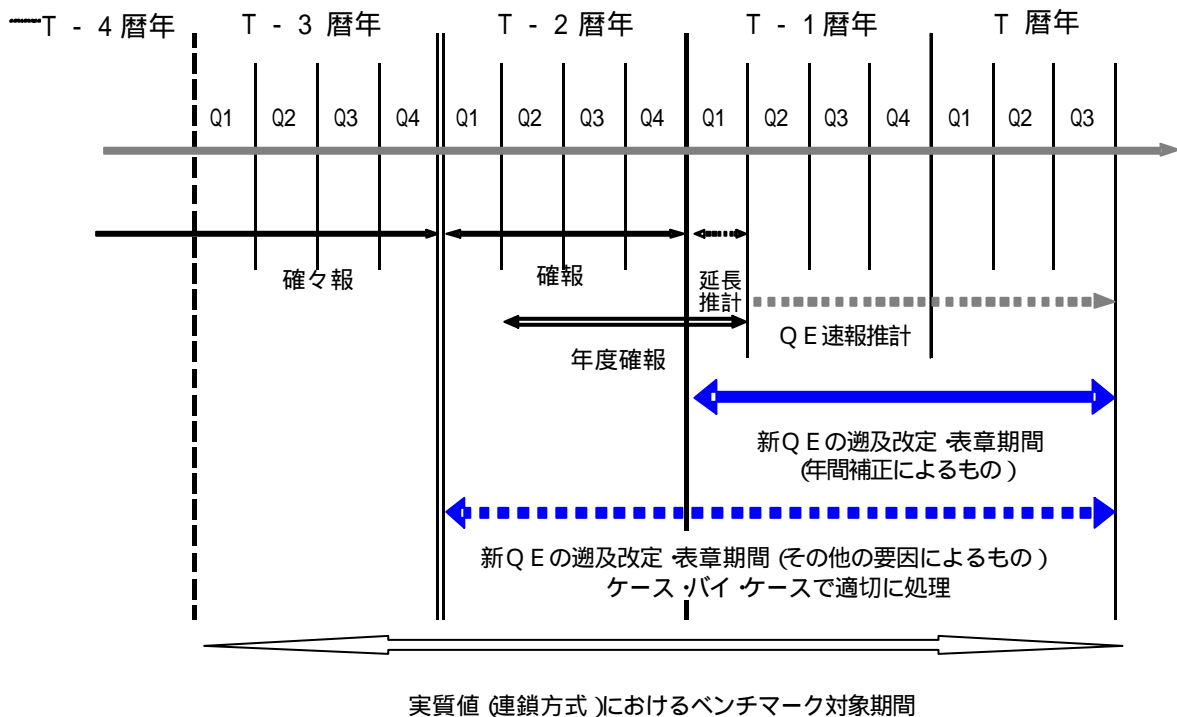 T - 4 暦年 T - 3 暦年 T - 2 暦年 T - 1 暦年 T 暦年
Q1 Q2 Q3 Q4 Q1 Q2 Q3 Q4 Q1 Q2 Q3 Q4 Q1 Q2 Q3
確々報
確報
延長
推計
年度確報
QE速報推計
新QEの遡及改定・表章期間
(年間補正によるもの)
新QEの遡及改定・表章期間(その他の要因によるもの)
ケース・バイ・ケースで適切に処理
実質値(連鎖方式)におけるベンチマーク対象期間